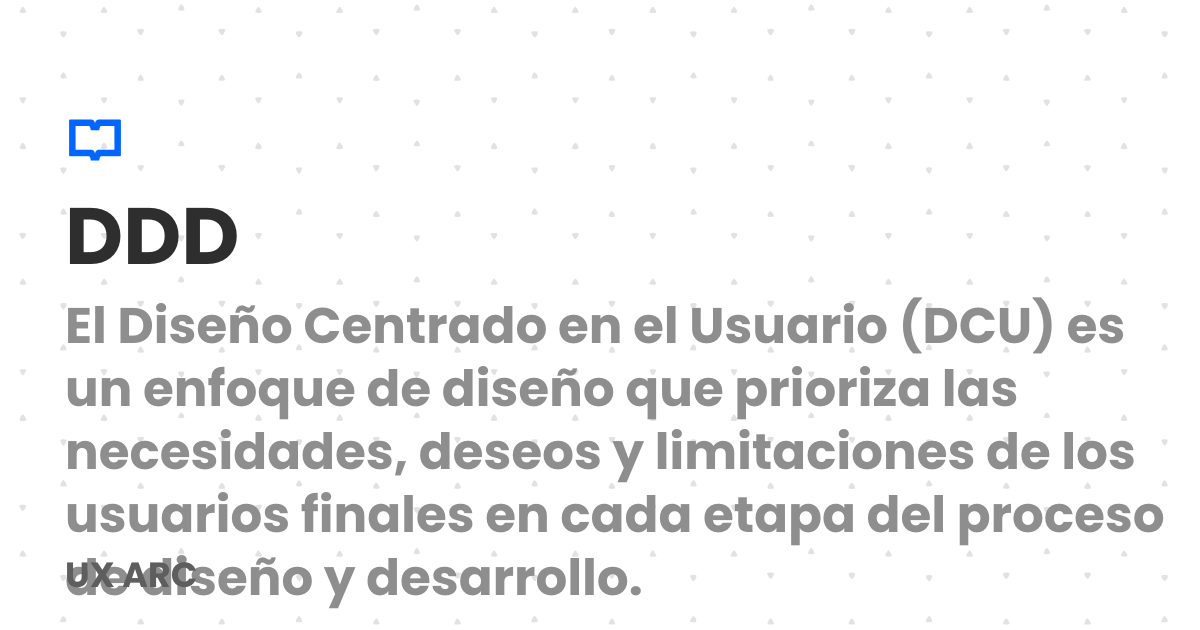 DDD
El Diseño Centrado en el Usuario (DCU) es
un enfoque de diseño que prioriza las
necesidades, deseos y limitaciones de los
usuarios finales en cada etapa del proceso
de diseño y desarrollo.
UX ARC